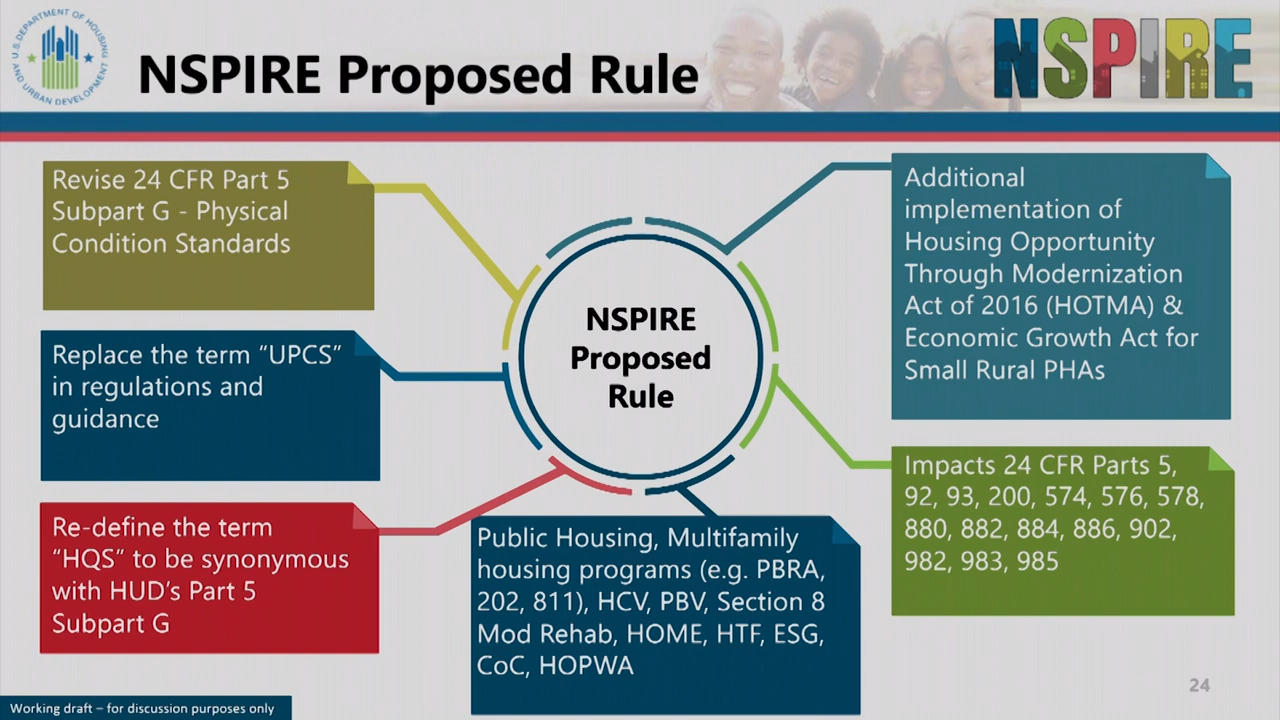 U.S. DEPARTMENT OF HOUSING AND URBAN DEVELOPMENT
NSPIRE Proposed Rule
NSPIRE
Revise 24 CFR Part 5
Subpart G - Physical
Condition Standards
Replace the term “UPCS”
in regulations and
guidance
Re-define the term
“HQS” to be synonymous
with HUD’s Part 5
Subpart G
NSPIRE
Proposed
Rule
Public Housing, Multifamily
housing programs (e.g. PBRA,
202, 811), HCV, PBV, Section 8
Mod Rehab, HOME, HTF, ESG,
CoC, HOPWA
Additional
implementation of
Housing Opportunity
Through Modernization
Act of 2016 (HOTMA) &
Economic Growth Act for
Small Rural PHAs
Impacts 24 CFR Parts 5,
92, 93, 200, 574, 576, 578,
880, 882, 884, 886, 902,
982, 983, 985
24
Working draft – for discussion purposes only